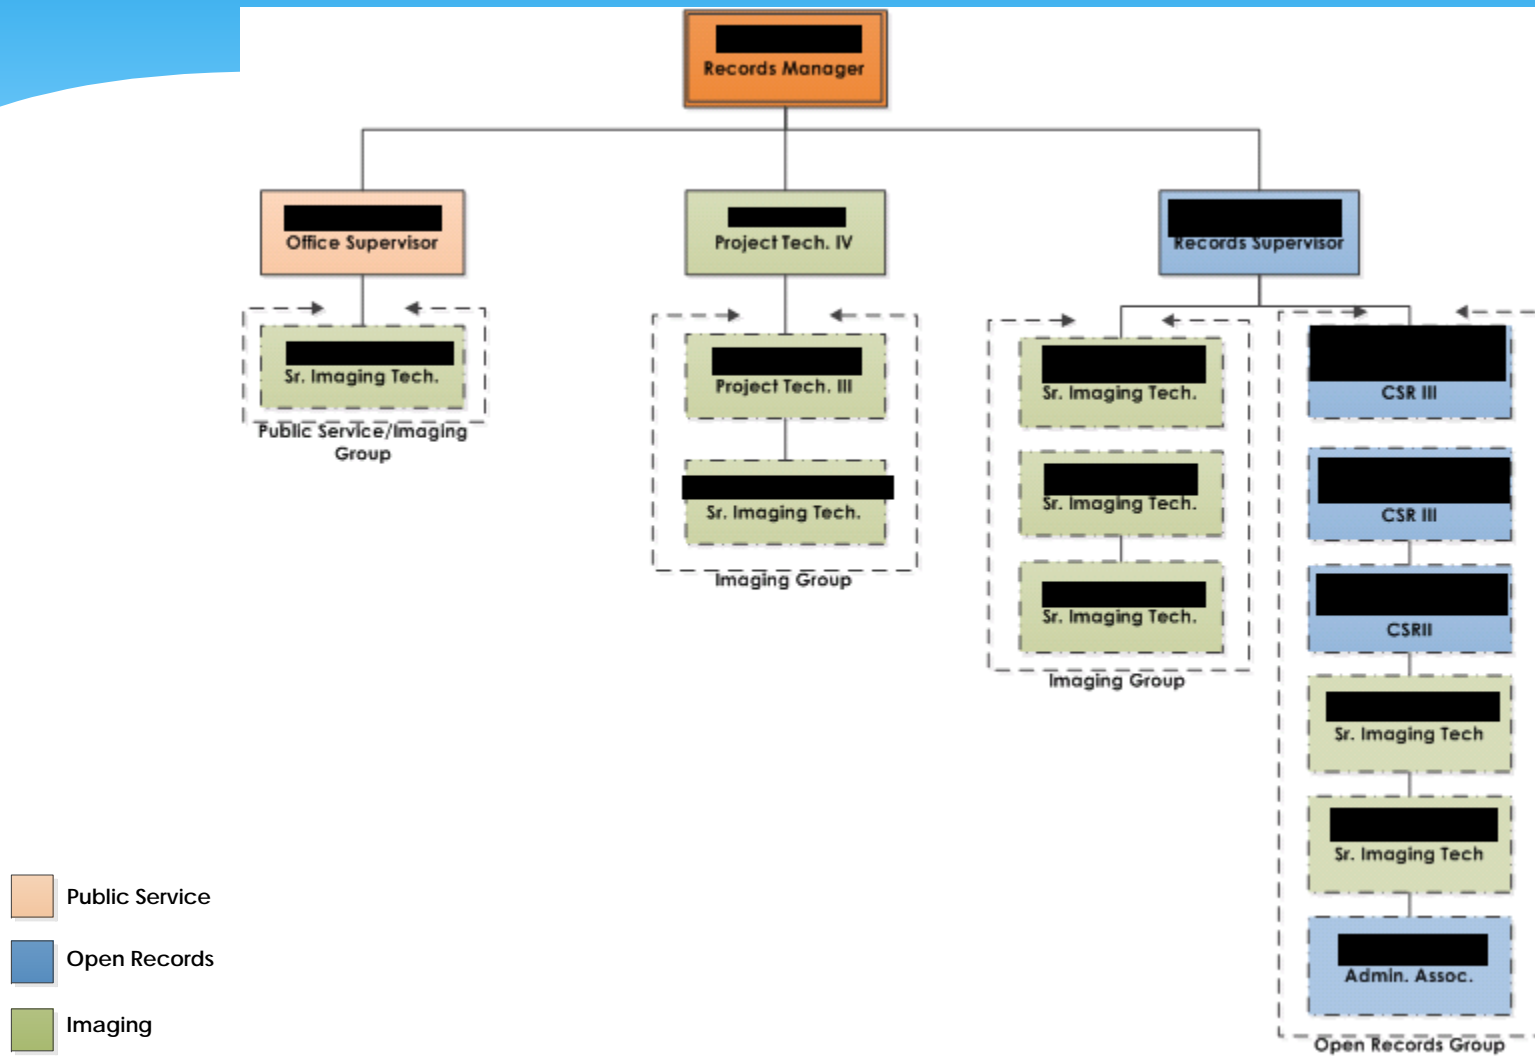 Records Manager
Office Supervisor
Project Tech. IV
Records Supervisor
Sr. Imaging Tech.
Public Service/Imaging
Group
Project Tech. III
Sr. Imaging Tech.
Imaging Group
Sr. Imaging Tech.
Sr. Imaging Tech.
Sr. Imaging Tech.
Imaging Group
CSR III
CSR III
CSRII
Sr. Imaging Tech
Sr. Imaging Tech
Admin. Assoc.
Open Records Group
Public Service
Open Records
Imaging